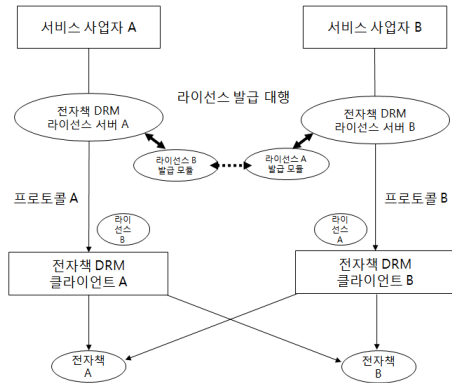 서비스 사업자 A
서비스 사업자 B
라이선스 발급 대행
전자책 DRM
라이선스 서버 A
전자책 DRM
라이선스 서버 B
라이선스 B
발급 모듈
라이선스 A
발급 모듈
프로토콜 A
프로토콜 B
라이
선스
B
라이
선스
A
전자책 DRM
클라이언트 A
전자책 DRM
클라이언트 B
전자책
A
전자책
B